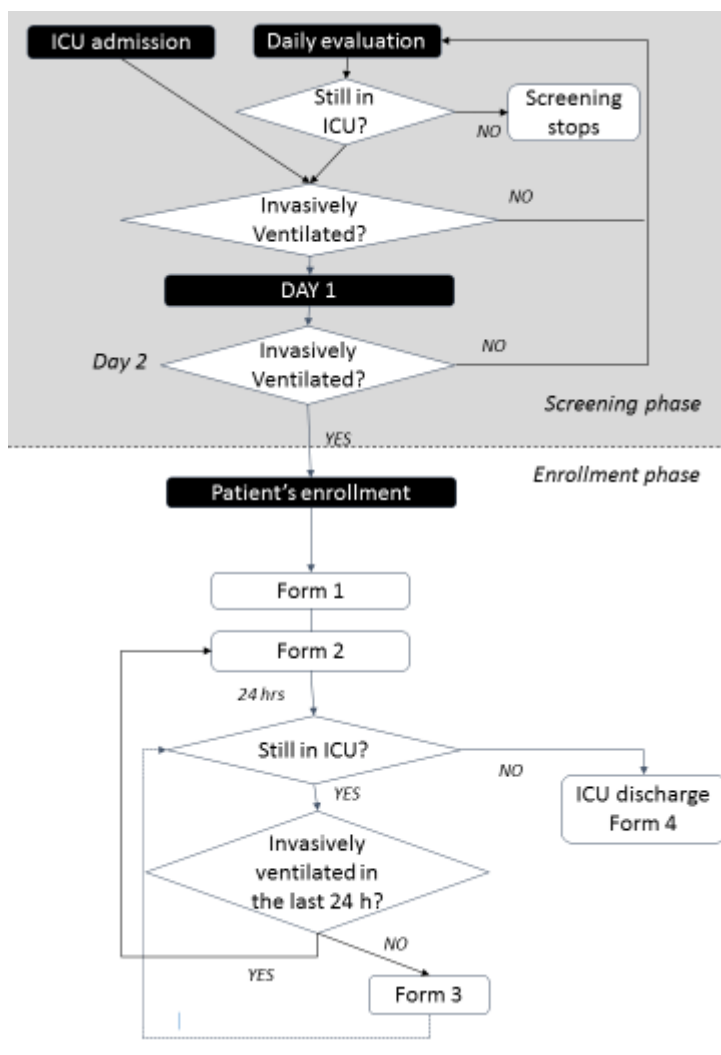 ICU admission
Daily evaluation
Still in
ICU?
NO
Screening
stops
Invasively
Ventilated?
NO
DAY 1
Day 2
Invasively
Ventilated?
NO
Screening phase
YES
Enrollment phase
Patient's enrollment
Form 1
Form 2
24 hrs
Still in ICU?
NO
YES
ICU discharge
Form 4
Invasively
ventilated in
the last 24 h?
NO
YES
Form 3